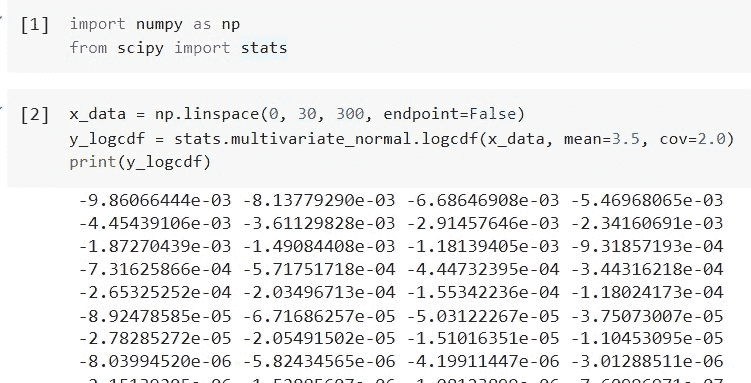 [1] import numpy as np
from scipy import stats
[2] x_data = np.linspace(0, 30, 300, endpoint=False)
y_logcdf = stats.multivariate_normal.logcdf(x_data, mean=3.5, cov=2.0)
print(y_logcdf)
-9.86066444e-03 -8.13779290e-03 -6.68646908e-03 -5.46968065e-03
-4.45439106e-03 -3.61129828e-03 -2.91457646e-03 -2.34160691e-03
-1.87270439e-03 -1.49084408e-03 -1.18139405e-03 -9.31857193e-04
-7.31625866e-04 -5.71751718e-04 -4.44732395e-04 -3.44316218e-04
-2.65325252e-04 -2.03496713e-04 -1.55342236e-04 -1.18024173e-04
-8.92478585e-05 -6.71686257e-05 -5.03122267e-05 -3.75073007e-05
-2.78285272e-05 -2.05491502e-05 -1.51016351e-05 -1.10453095e-05
-8.03994520e-06 -5.82434565e-06 -4.19911447e-06 -3.01288511e-06